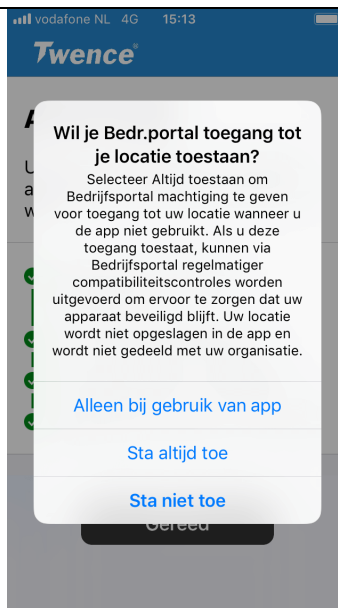 vodafone NL 4G 15:13
Twence®
Wil je Bedr.portal toegang tot
je locatie toestaan?
Selecteer Altijd toestaan om
Bedrijfsportal machtiging te geven
voor toegang tot uw locatie wanneer u
de app niet gebruikt. Als u deze
toegang toestaat, kunnen via
Bedrijfsportal regelmatiger
compatibiliteitscontroles worden
uitgevoerd om ervoor te zorgen dat uw
apparaat beveiligd blijft. Uw locatie
wordt niet opgeslagen in de app en
wordt niet gedeeld met uw organisatie.
Alleen bij gebruik van app
Sta altijd toe
Sta niet toe
Gereed